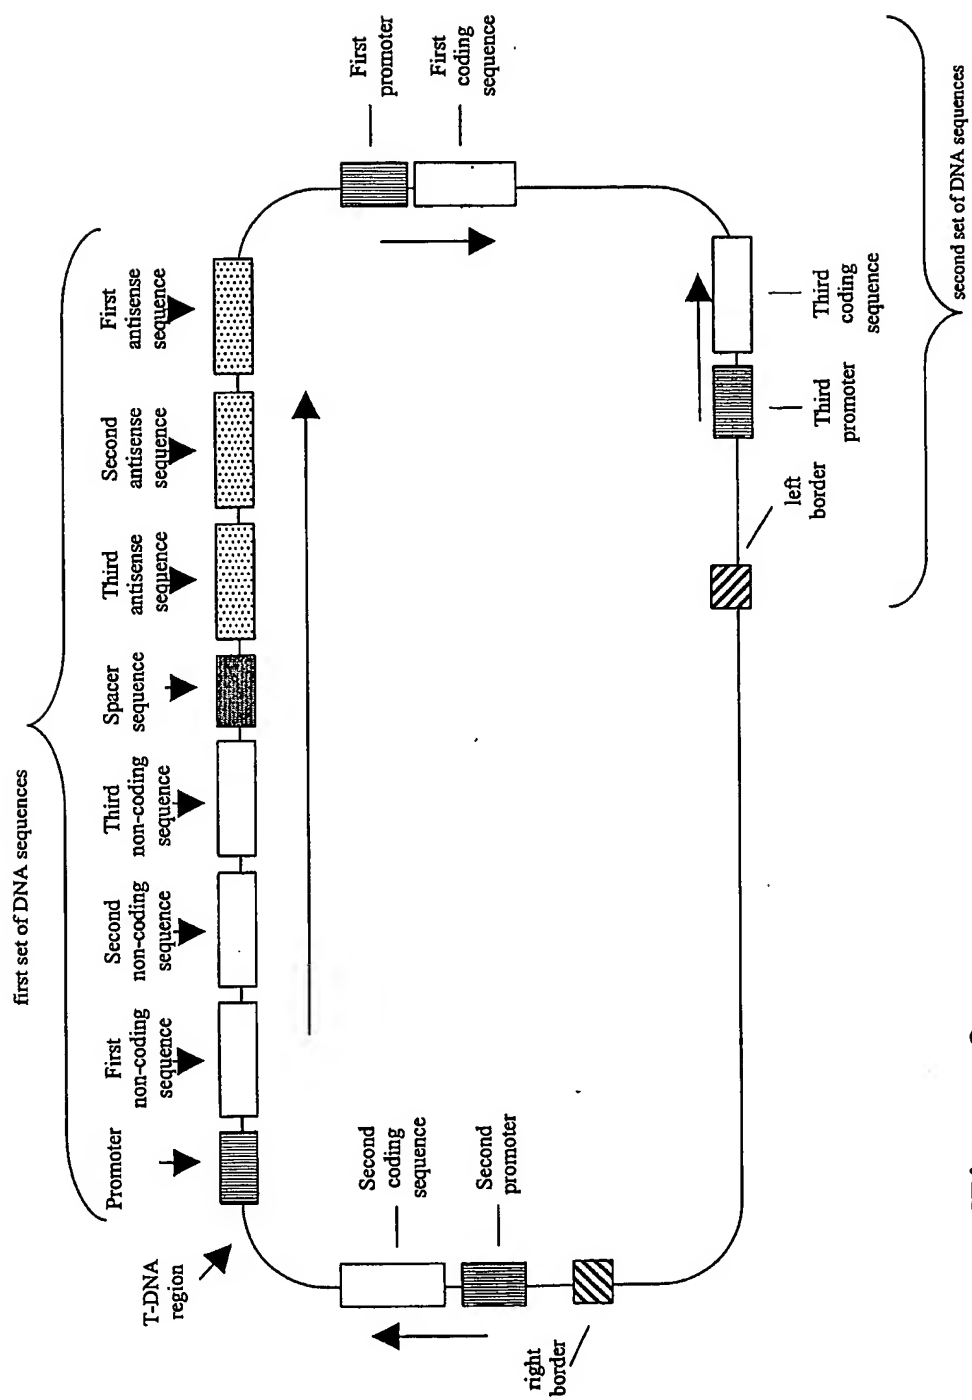 first set of DNA sequences
Promoter
First
non-coding
sequence
Second
non-coding
sequence
Third
non-coding
sequence
Spacer
sequence
Third
antisense
sequence
Second
antisense
sequence
First
antisense
sequence
T-DNA
region
Second
coding
sequence
Second
promoter
right
border
First
promoter
First
coding
sequence
Third
coding
sequence
Third
promoter
left
border
second set of DNA sequences